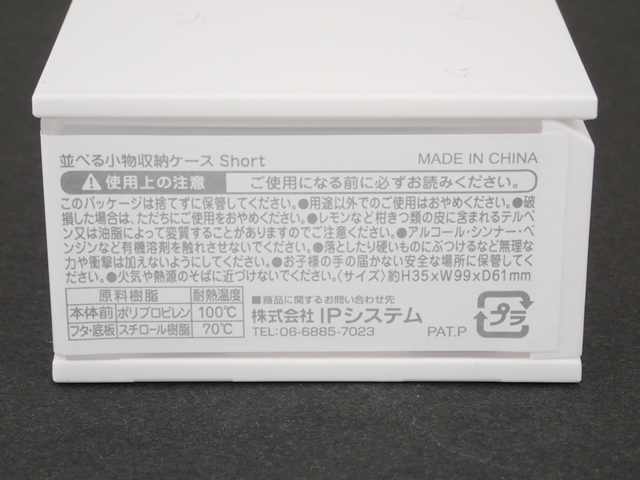 並べる小物収納ケース Short MADE IN CHINA
使用上の注意 ご使用になる前に必ずお読みください。
このパッケージは捨てずに保管してください。●用途以外でのご使用はおやめください。●破
損した場合は、ただちにご使用をおやめください。●レモンなど柑きつ類の皮に含まれるテルペ
ン又は油脂によって変質することがありますのでご注意ください。●アルコール・シンナー・ベ
ンジンなど有機溶剤を触れさせないでください。●落としたり硬いものにぶつけるなど無理な
力や衝撃は加えないようにしてください。●お子様の手の届かない安全な場所に保管してく
ださい。●火気や熱源のそばに近づけないでください。〈サイズ〉約H35×W99×D61mm
原料樹脂 耐熱温度
本体前 ポリプロピレン 100℃
フタ・底板 スチロール樹脂 70℃
■商品に関するお問い合わせ先
株式会社 IPシステム
TEL: 06-6885-7023
PAT.P
プラ